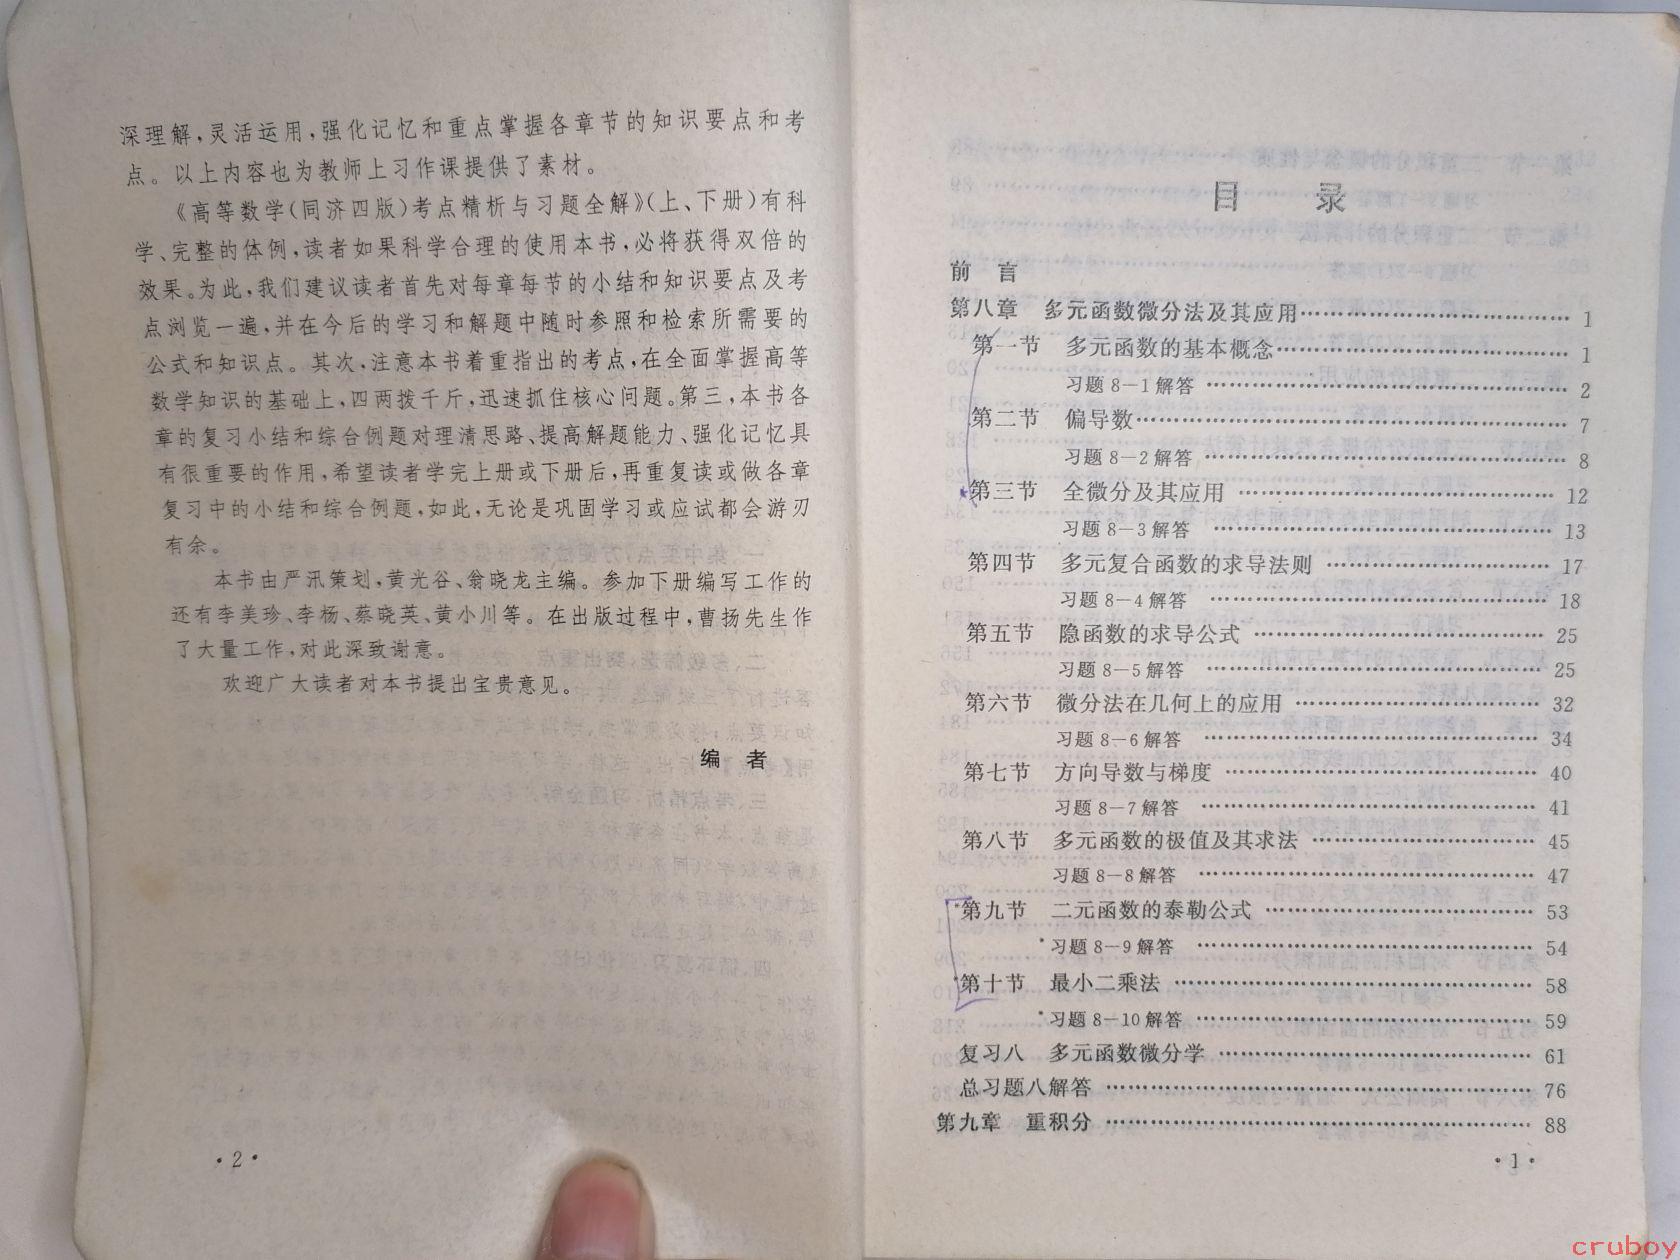 深理解,灵活运用,强化记忆和重点掌握各章节的知识要点和考
点。以上内容也为教师上习作课提供了素材。
《高等数学(同济四版)考点精析与习题全解》(上、下册)有科
学、完整的体例,读者如果科学合理的使用本书,必将获得双倍的
效果。为此,我们建议读者首先对每章每节的小结和知识要点及考
点浏览一遍,并在今后的学习和解题中随时参照和检索所需要的
公式和知识点。其次,注意本书着重指出的考点,在全面掌握高等
数学知识的基础上,四两拨千斤,迅速抓住核心问题。第三,本书各
章的复习小结和综合例题对理清思路、提高解题能力、强化记忆具
有很重要的作用,希望读者学完上册或下册后,再重复读或做各章
复习中的小结和综合例题,如此,无论是巩固学习或应试都会游刃
有余。
本书由严汛策划,黄光谷、翁晓龙主编。参加下册编写工作的
还有李美珍、李杨、蔡晓英、黄小川等。在出版过程中,曹扬先生作
了大量工作,对此深致谢意。
欢迎广大读者对本书提出宝贵意见。
编 者
·2·
目 录
前 言
第八章 多元函数微分法及其应用…………………………… 1
第一节 多元函数的基本概念…………………………… 1
习题 8—1 解答 …………………………… 2
第二节 偏导数…………………………… 7
习题 8—2 解答 …………………………… 8
第三节 全微分及其应用 …………………………… 12
习题 8—3 解答 …………………………… 13
第四节 多元复合函数的求导法则 …………………………… 17
习题 8—4 解答 …………………………… 18
第五节 隐函数的求导公式 …………………………… 25
习题 8—5 解答 …………………………… 25
第六节 微分法在几何上的应用 …………………………… 32
习题 8—6 解答 …………………………… 34
第七节 方向导数与梯度 …………………………… 40
习题 8—7 解答 …………………………… 41
第八节 多元函数的极值及其求法 …………………………… 45
习题 8—8 解答 …………………………… 47
*第九节 二元函数的泰勒公式 …………………………… 53
*习题 8—9 解答 …………………………… 54
*第十节 最小二乘法 …………………………… 58
*习题 8—10 解答 …………………………… 59
复习八 多元函数微分学 …………………………… 61
总习题八解答 …………………………… 76
第九章 重积分 …………………………… 88
·1·
cruboy